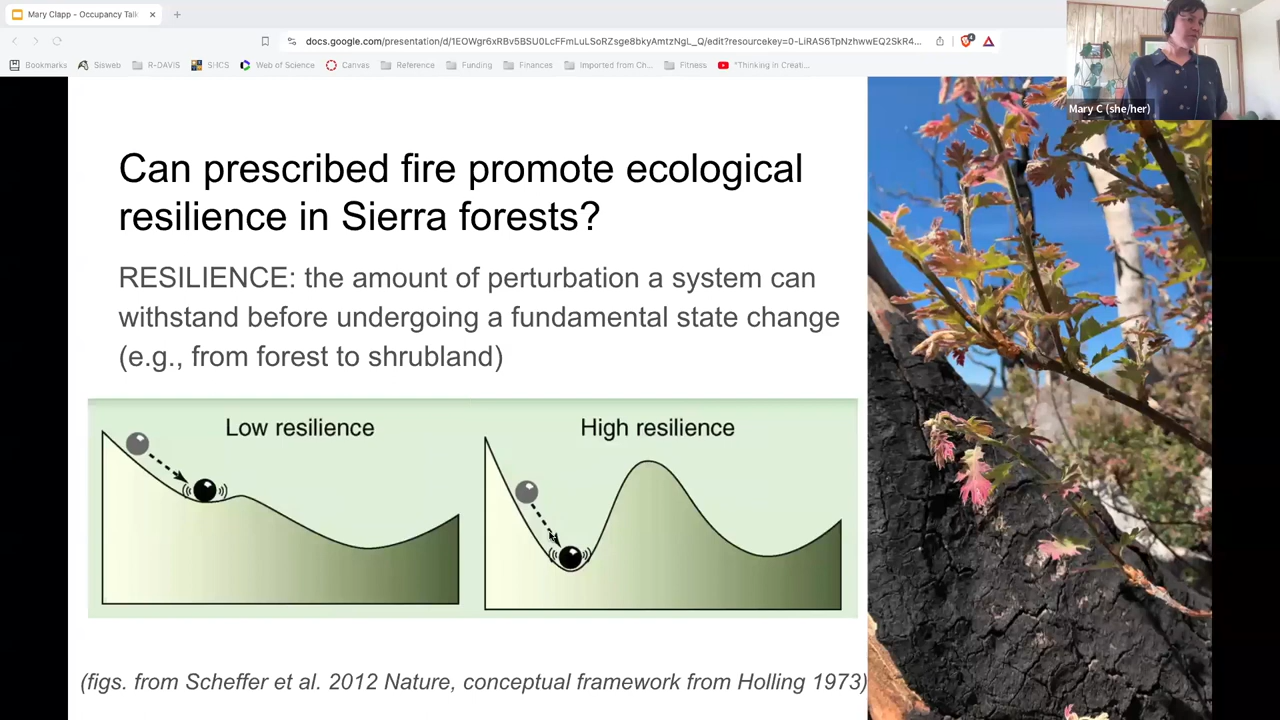 Mary Clapp - Occupancy Talk
docs.google.com/presentation/d/1EOWgr6xRBv5BSU0LcFFmLuLSoRZsge8bkyAmtzNgL_Q/edit?resourcekey=0-LiRAS6TpNzhwwEQ2SkR4...
Bookmarks Sisweb R-DAVIS SHCS Web of Science Canvas Reference Funding Finances Imported from Ch... Fitness "Thinking in Creati...
Mary C (she/her)
Can prescribed fire promote ecological
resilience in Sierra forests?
RESILIENCE: the amount of perturbation a system can
withstand before undergoing a fundamental state change
(e.g., from forest to shrubland)
Low resilience
High resilience
(figs. from Scheffer et al. 2012 Nature, conceptual framework from Holling 1973)